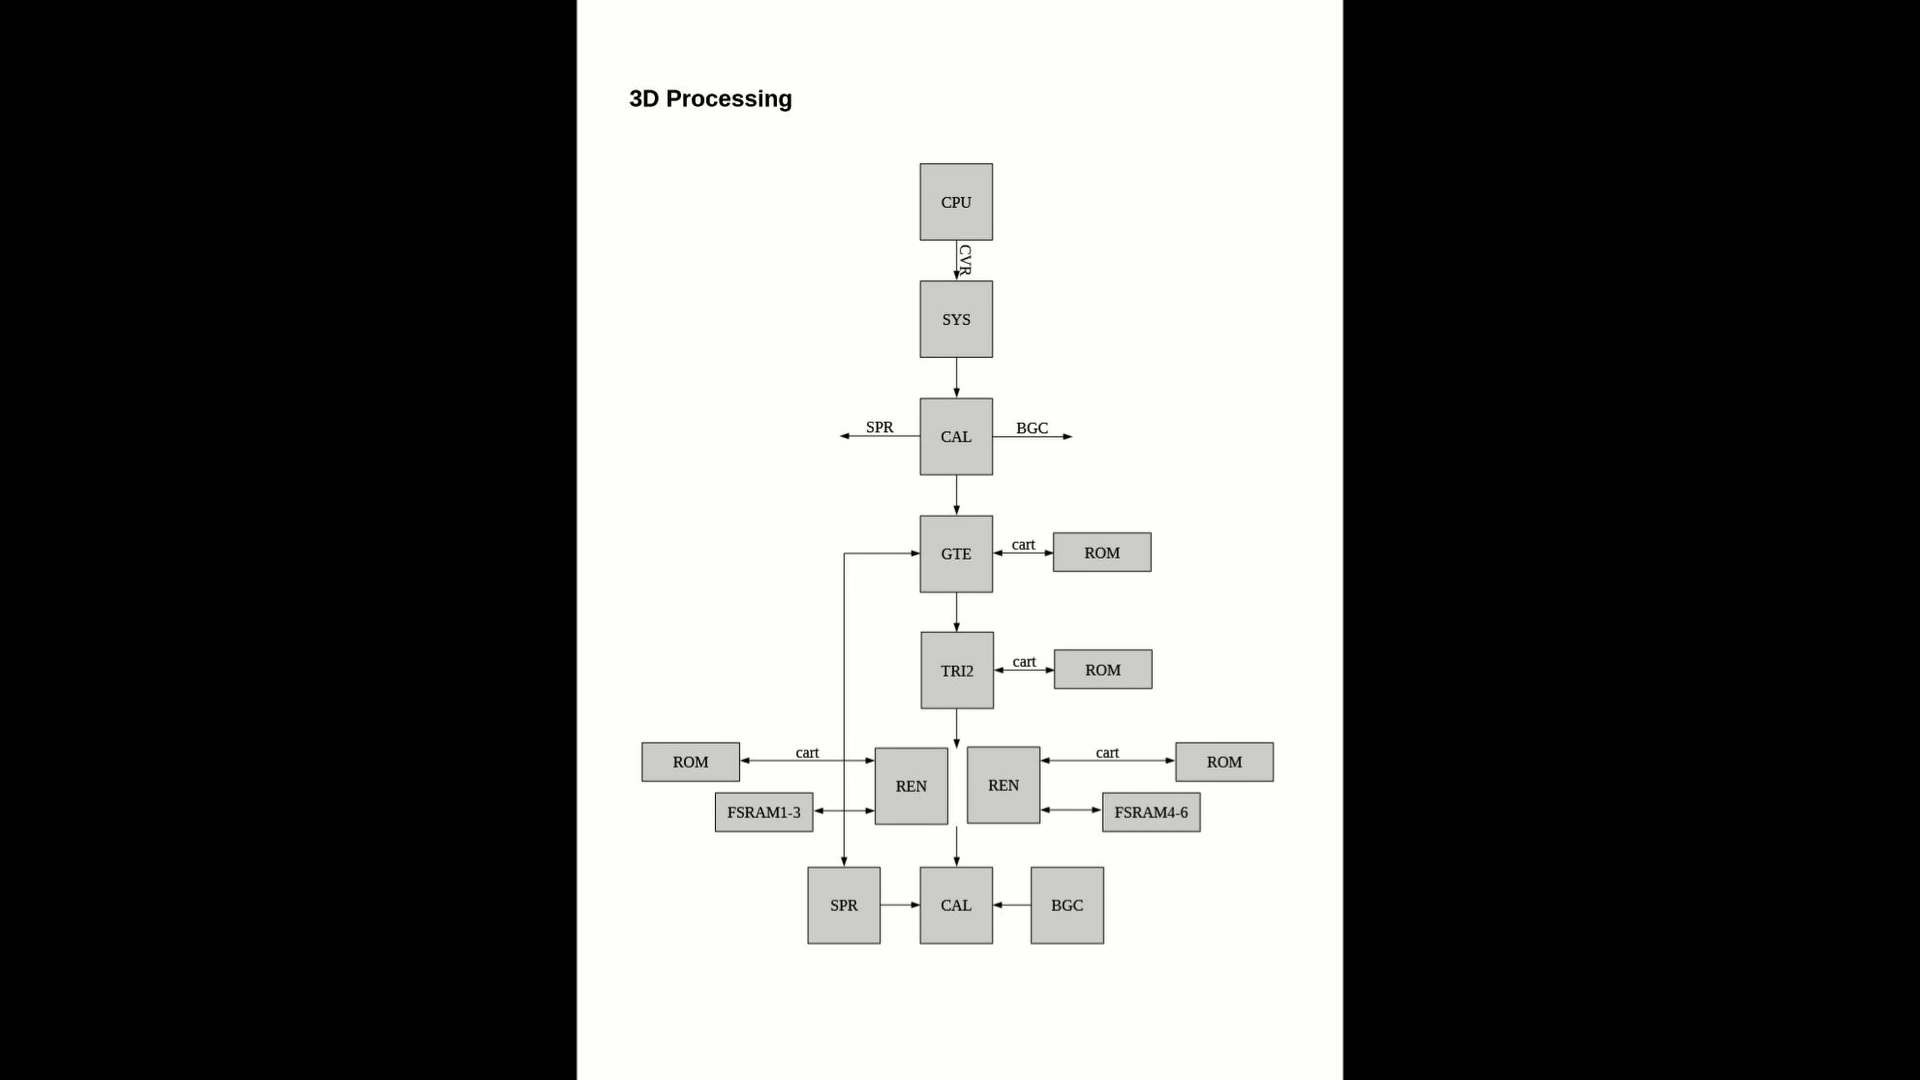 3D Processing
CPU
CVR
SYS
SPR
CAL
BGC
GTE
cart
ROM
TRI2
cart
ROM
ROM
cart
REN
REN
cart
ROM
FSRAM1-3
FSRAM4-6
SPR
CAL
BGC